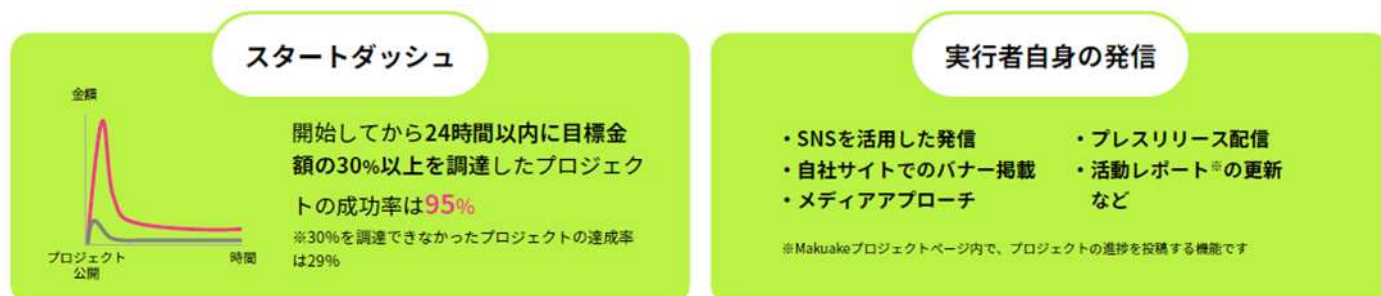 スタートダッシュ
金額
プロジェクト
公開
時間
開始してから24時間以内に目標金
額の30%以上を調達したプロジェク
トの成功率は95%
※30%を調達できなかったプロジェクトの達成率
は29%
実行者自身の発信
・SNSを活用した発信
・自社サイトでのバナー掲載
・メディアアプローチ
・プレスリリース配信
・活動レポート※の更新
など
※Makuakeプロジェクトページ内で、プロジェクトの進捗を投稿する機能です